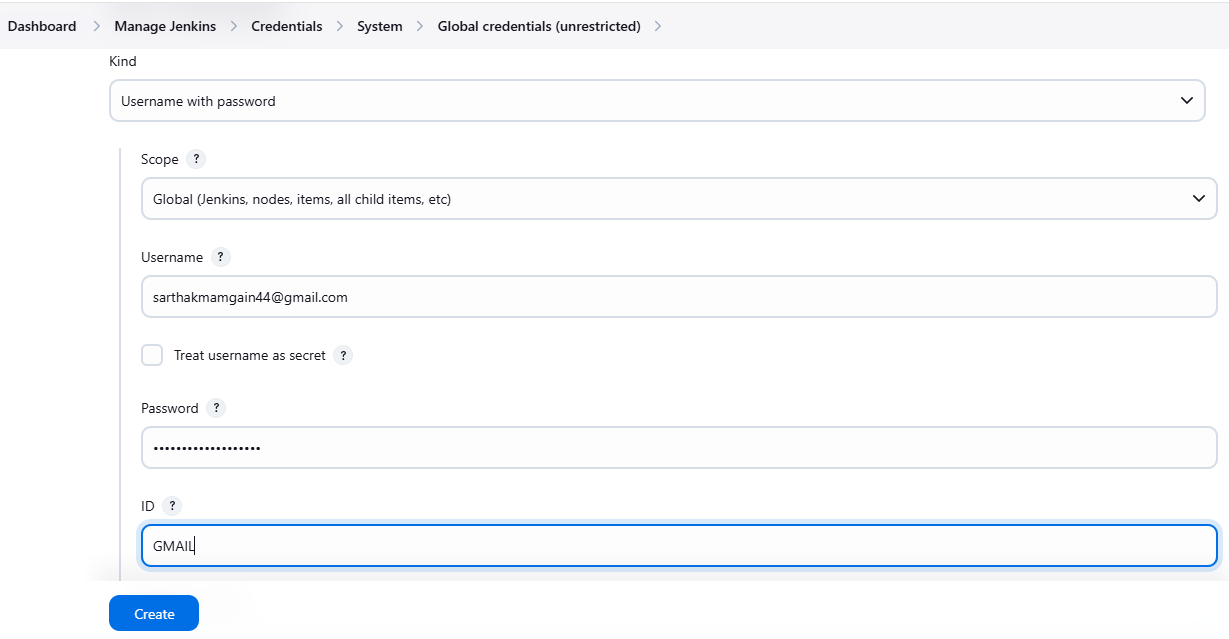 Dashboard > Manage Jenkins > Credentials > System > Global credentials (unrestricted) >
Kind
Username with password
Scope ?
Global (Jenkins, nodes, items, all child items, etc)
Username ?
sarthakmamgain44@gmail.com
Treat username as secret ?
Password ?
•••••••••••••••••••
ID ?
GMAIL
Create